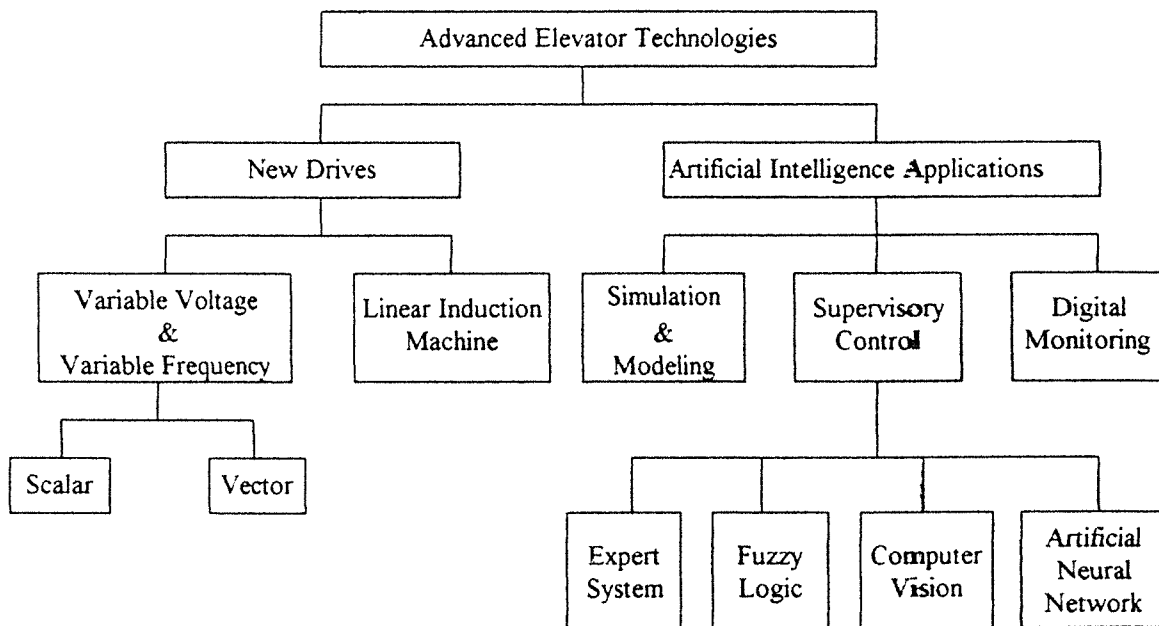 Advanced Elevator Technologies
New Drives
Artificial Intelligence Applications
Variable Voltage
&
Variable Frequency
Linear Induction
Machine
Simulation
&
Modeling
Supervisory
Control
Digital
Monitoring
Scalar
Vector
Expert
System
Fuzzy
Logic
Computer
Vision
Artificial
Neural
Network